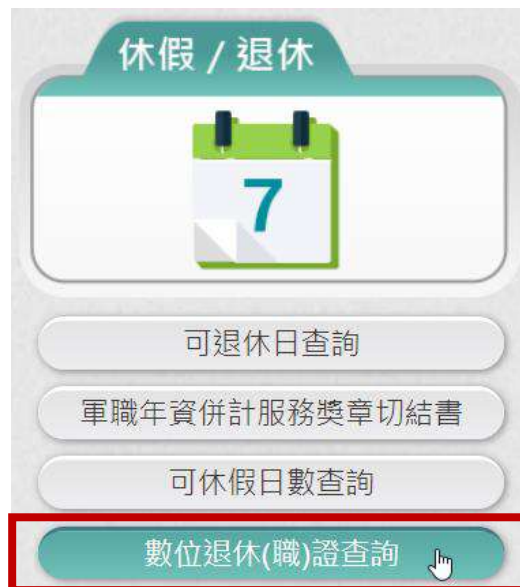 休假 / 退休
7
可退休日查詢
軍職年資併計服務獎章切結書
可休假日數查詢
數位退休(職)證查詢